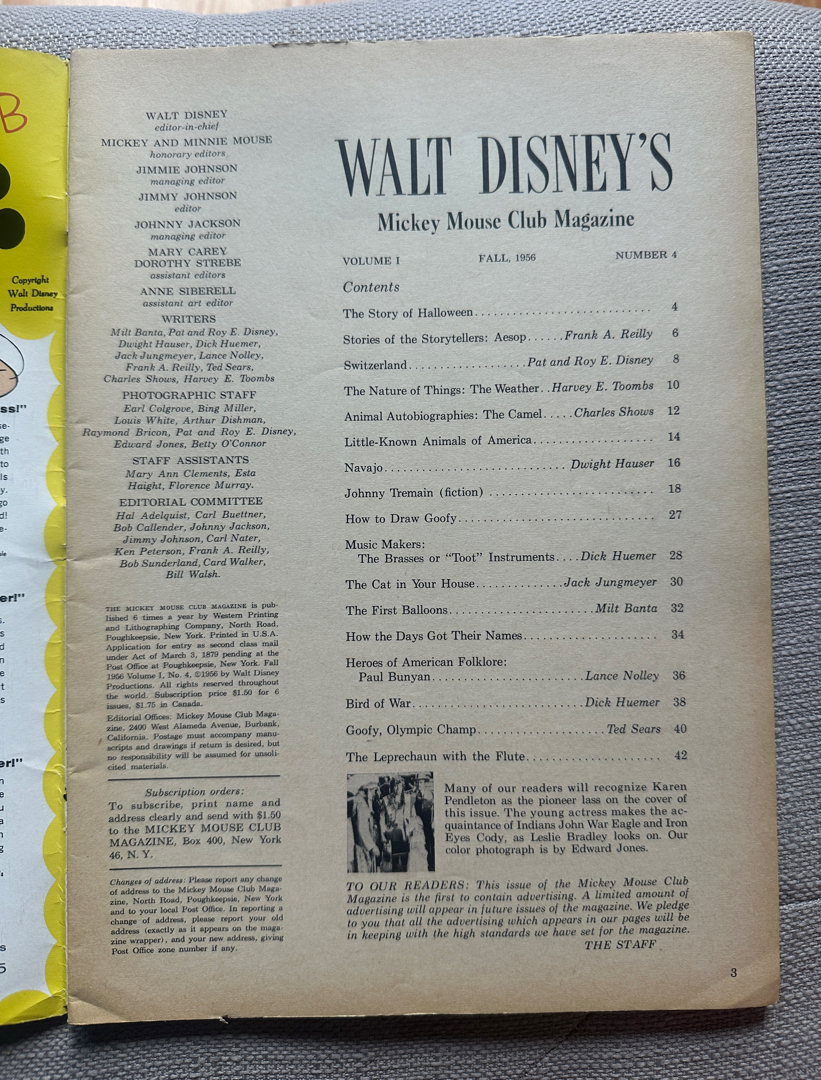 B
Copyright
Walt Disney
Productions
WALT DISNEY
editor-in-chief
MICKEY AND MINNIE MOUSE
honorary editors
JIMMIE JOHNSON
managing editor
JIMMY JOHNSON
editor
JOHNNY JACKSON
managing editor
MARY CAREY
DOROTHY STREBE
assistant editors
ANNE SIBERELL
assistant art editor
WRITERS
Milt Banta, Pat and Roy E. Disney,
Dwight Hauser, Dick Huemer,
Jack Jungmeyer, Lance Nolley,
Frank A. Reilly, Ted Sears,
Charles Shows, Harvey E. Toombs
PHOTOGRAPHIC STAFF
Earl Colgrove, Bing Miller,
Louis White, Arthur Dishman,
Raymond Bricon, Pat and Roy E. Disney,
Edward Jones, Betty O'Connor
STAFF ASSISTANTS
Mary Ann Clements, Esta
Haight, Florence Murray.
EDITORIAL COMMITTEE
Hal Adelquist, Carl Buettner,
Bob Callender, Johnny Jackson,
Jimmy Johnson, Carl Nater,
Ken Peterson, Frank A. Reilly,
Bob Sunderland, Card Walker,
Bill Walsh.
THE MICKEY MOUSE CLUB MAGAZINE is pub-
lished 6 times a year by Western Printing
and Lithographing Company, North Road,
Poughkeepsie, New York. Printed in U.S.A.
Application for entry as second class mail
under Act of March 3, 1879 pending at the
Post Office at Poughkeepsie, New York. Fall
1956 Volume I, No. 4, ©1956 by Walt Disney
Productions. All rights reserved throughout
the world. Subscription price $1.50 for 6
issues, $1.75 in Canada.
Editorial Offices: Mickey Mouse Club Maga-
zine, 2400 West Alameda Avenue, Burbank,
California. Postage must accompany manu-
scripts and drawings if return is desired, but
no responsibility will be assumed for unsoli-
cited materials.
Subscription orders:
To subscribe, print name and
address clearly and send with $1.50
to the MICKEY MOUSE CLUB
MAGAZINE, Box 400, New York
46, N. Y.
Changes of address: Please report any change
of address to the Mickey Mouse Club Maga-
zine, North Road, Poughkeepsie, New York
and to your local Post Office. In reporting a
change of address, please report your old
address (exactly as it appears on the maga-
zine wrapper), and your new address, giving
Post Office zone number if any.
WALT DISNEY'S
Mickey Mouse Club Magazine
VOLUME I FALL, 1956 NUMBER 4
Contents
The Story of Halloween............................ 4
Stories of the Storytellers: Aesop......Frank A. Reilly 6
Switzerland...................Pat and Roy E. Disney 8
The Nature of Things: The Weather..Harvey E. Toombs 10
Animal Autobiographies: The Camel.....Charles Shows 12
Little-Known Animals of America................... 14
Navajo.............................Dwight Hauser 16
Johnny Tremain (fiction) .......................... 18
How to Draw Goofy............................... 27
Music Makers:
The Brasses or "Toot" Instruments....Dick Huemer 28
The Cat in Your House.............Jack Jungmeyer 30
The First Balloons......................Milt Banta 32
How the Days Got Their Names..................... 34
Heroes of American Folklore:
Paul Bunyan.......................Lance Nolley 36
Bird of War..........................Dick Huemer 38
Goofy, Olympic Champ....................Ted Sears 40
The Leprechaun with the Flute..................... 42
Many of our readers will recognize Karen
Pendleton as the pioneer lass on the cover of
this issue. The young actress makes the ac-
quaintance of Indians John War Eagle and Iron
Eyes Cody, as Leslie Bradley looks on. Our
color photograph is by Edward Jones.
TO OUR READERS: This issue of the Mickey Mouse Club
Magazine is the first to contain advertising. A limited amount of
advertising will appear in future issues of the magazine. We pledge
to you that all the advertising which appears in our pages will be
in keeping with the high standards we have set for the magazine.
THE STAFF
3